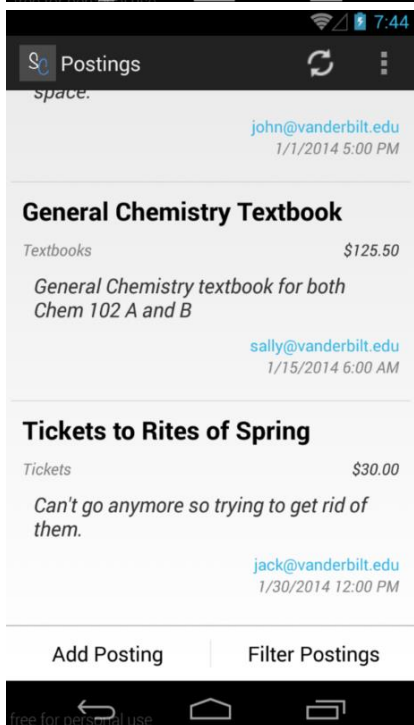 7:44
SC Postings
space.
john@vanderbilt.edu
1/1/2014 5:00 PM
General Chemistry Textbook
Textbooks $125.50
General Chemistry textbook for both
Chem 102 A and B
sally@vanderbilt.edu
1/15/2014 6:00 AM
Tickets to Rites of Spring
Tickets $30.00
Can't go anymore so trying to get rid of
them.
jack@vanderbilt.edu
1/30/2014 12:00 PM
Add Posting Filter Postings
free for personal use